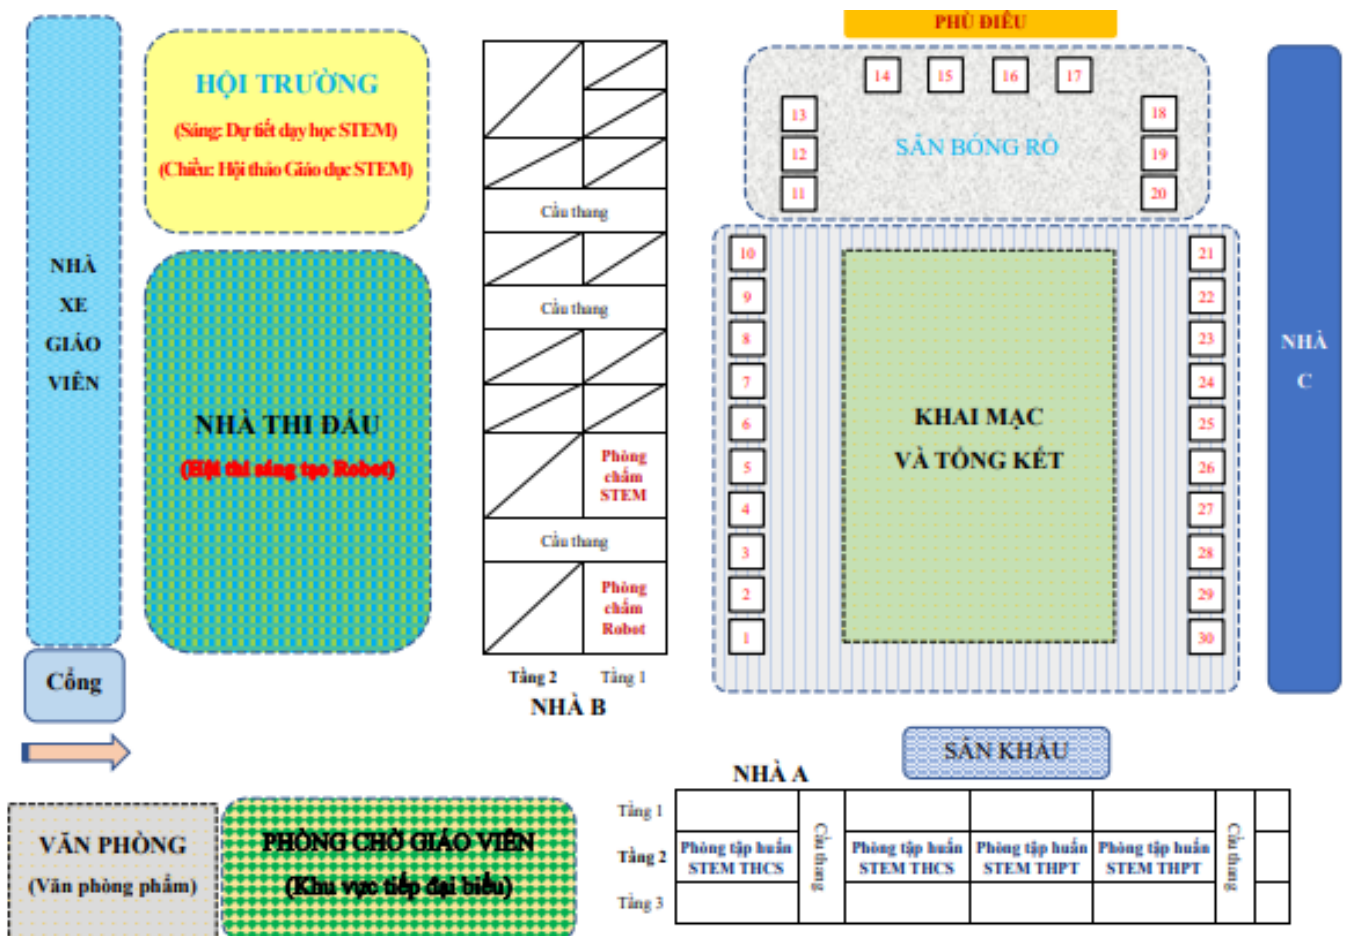 PHÙ ĐIÊU
HỘI TRƯỜNG
(Sáng: Dự tiết dạy học STEM)
(Chiều: Hội thảo Giáo dục STEM)
NHÀ
XE
GIÁO
VIÊN
NHÀ THI ĐẤU
(Hội thi sáng tạo Robot)
Cổng
Cầu thang
Cầu thang
Phòng
chấm
STEM
Cầu thang
Phòng
chấm
Robot
Tầng 2
Tầng 1
NHÀ B
14
15
16
17
13
12
11
SÂN BÓNG RỔ
18
19
20
10
9
8
7
6
5
4
3
2
1
KHAI MẠC
VÀ TỔNG KẾT
21
22
23
24
25
26
27
28
29
30
NHÀ
C
SÂN KHẤU
VĂN PHÒNG
(Văn phòng phẩm)
PHÒNG CHỜ GIÁO VIÊN
(Khu vực tiếp đại biểu)
NHÀ A
Tầng 1
Tầng 2
Tầng 3
Phòng tập huấn
STEM THCS
Cầu thang
Phòng tập huấn
STEM THCS
Phòng tập huấn
STEM THPT
Phòng tập huấn
STEM THPT
Cầu thang